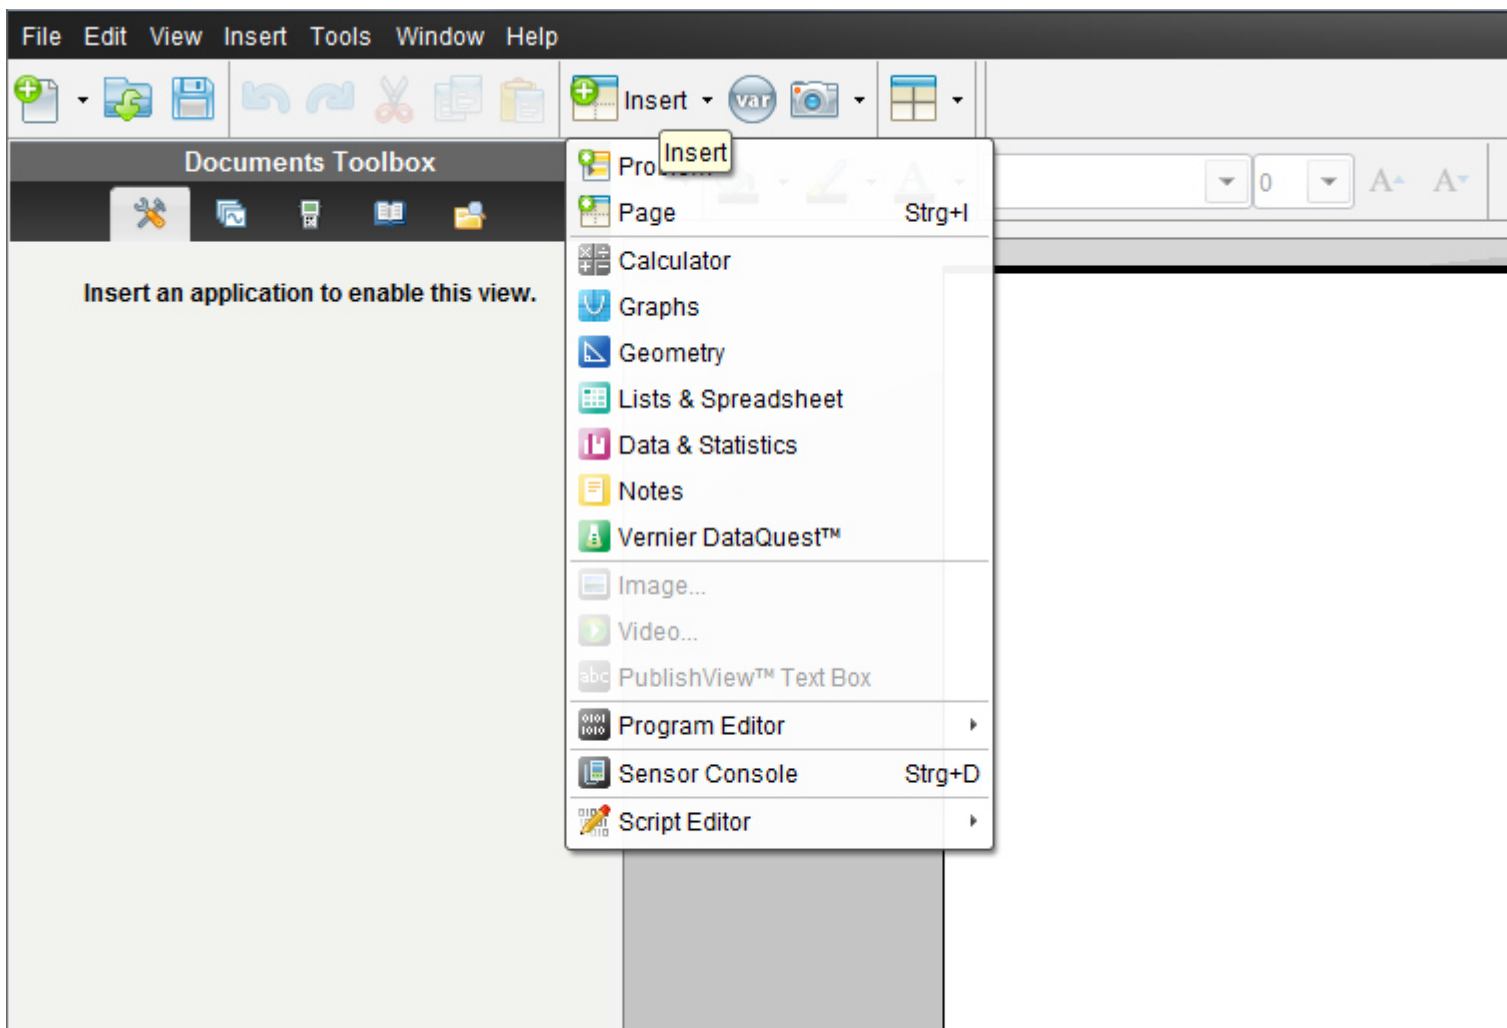 File Edit View Insert Tools Window Help
Insert
var
Documents Toolbox
Insert
Page Strg+I
0
A A
Insert an application to enable this view.
Calculator
Graphs
Geometry
Lists & Spreadsheet
Data & Statistics
Notes
Vernier DataQuest™
Image...
Video...
abc PublishView™ Text Box
Program Editor
Sensor Console Strg+D
Script Editor